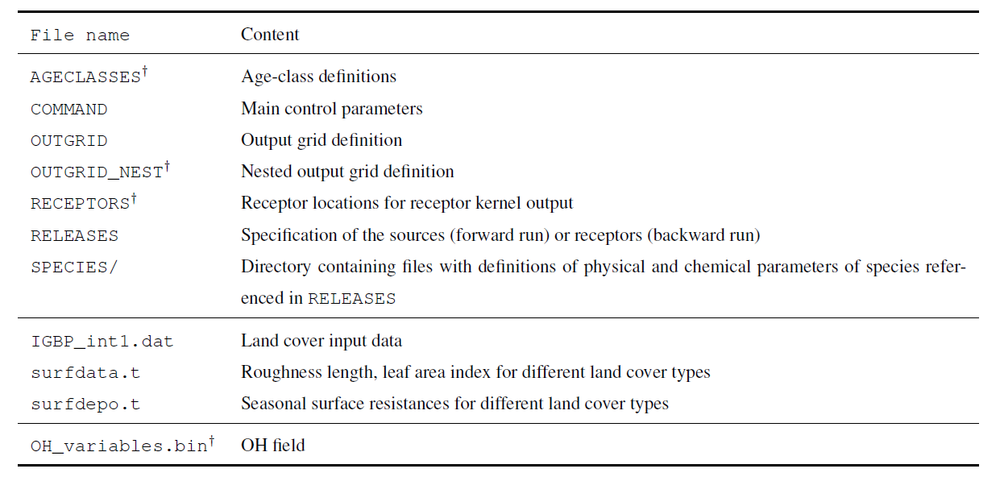 File name Content
AGECLASSES† Age-class definitions
COMMAND Main control parameters
OUTGRID Output grid definition
OUTGRID_NEST† Nested output grid definition
RECEPTORS† Receptor locations for receptor kernel output
RELEASES Specification of the sources (forward run) or receptors (backward run)
SPECIES/ Directory containing files with definitions of physical and chemical parameters of species refer-
enced in RELEASES
IGBP_int1.dat Land cover input data
surfdata.t Roughness length, leaf area index for different land cover types
surfdepo.t Seasonal surface resistances for different land cover types
OH_variables.bin† OH field